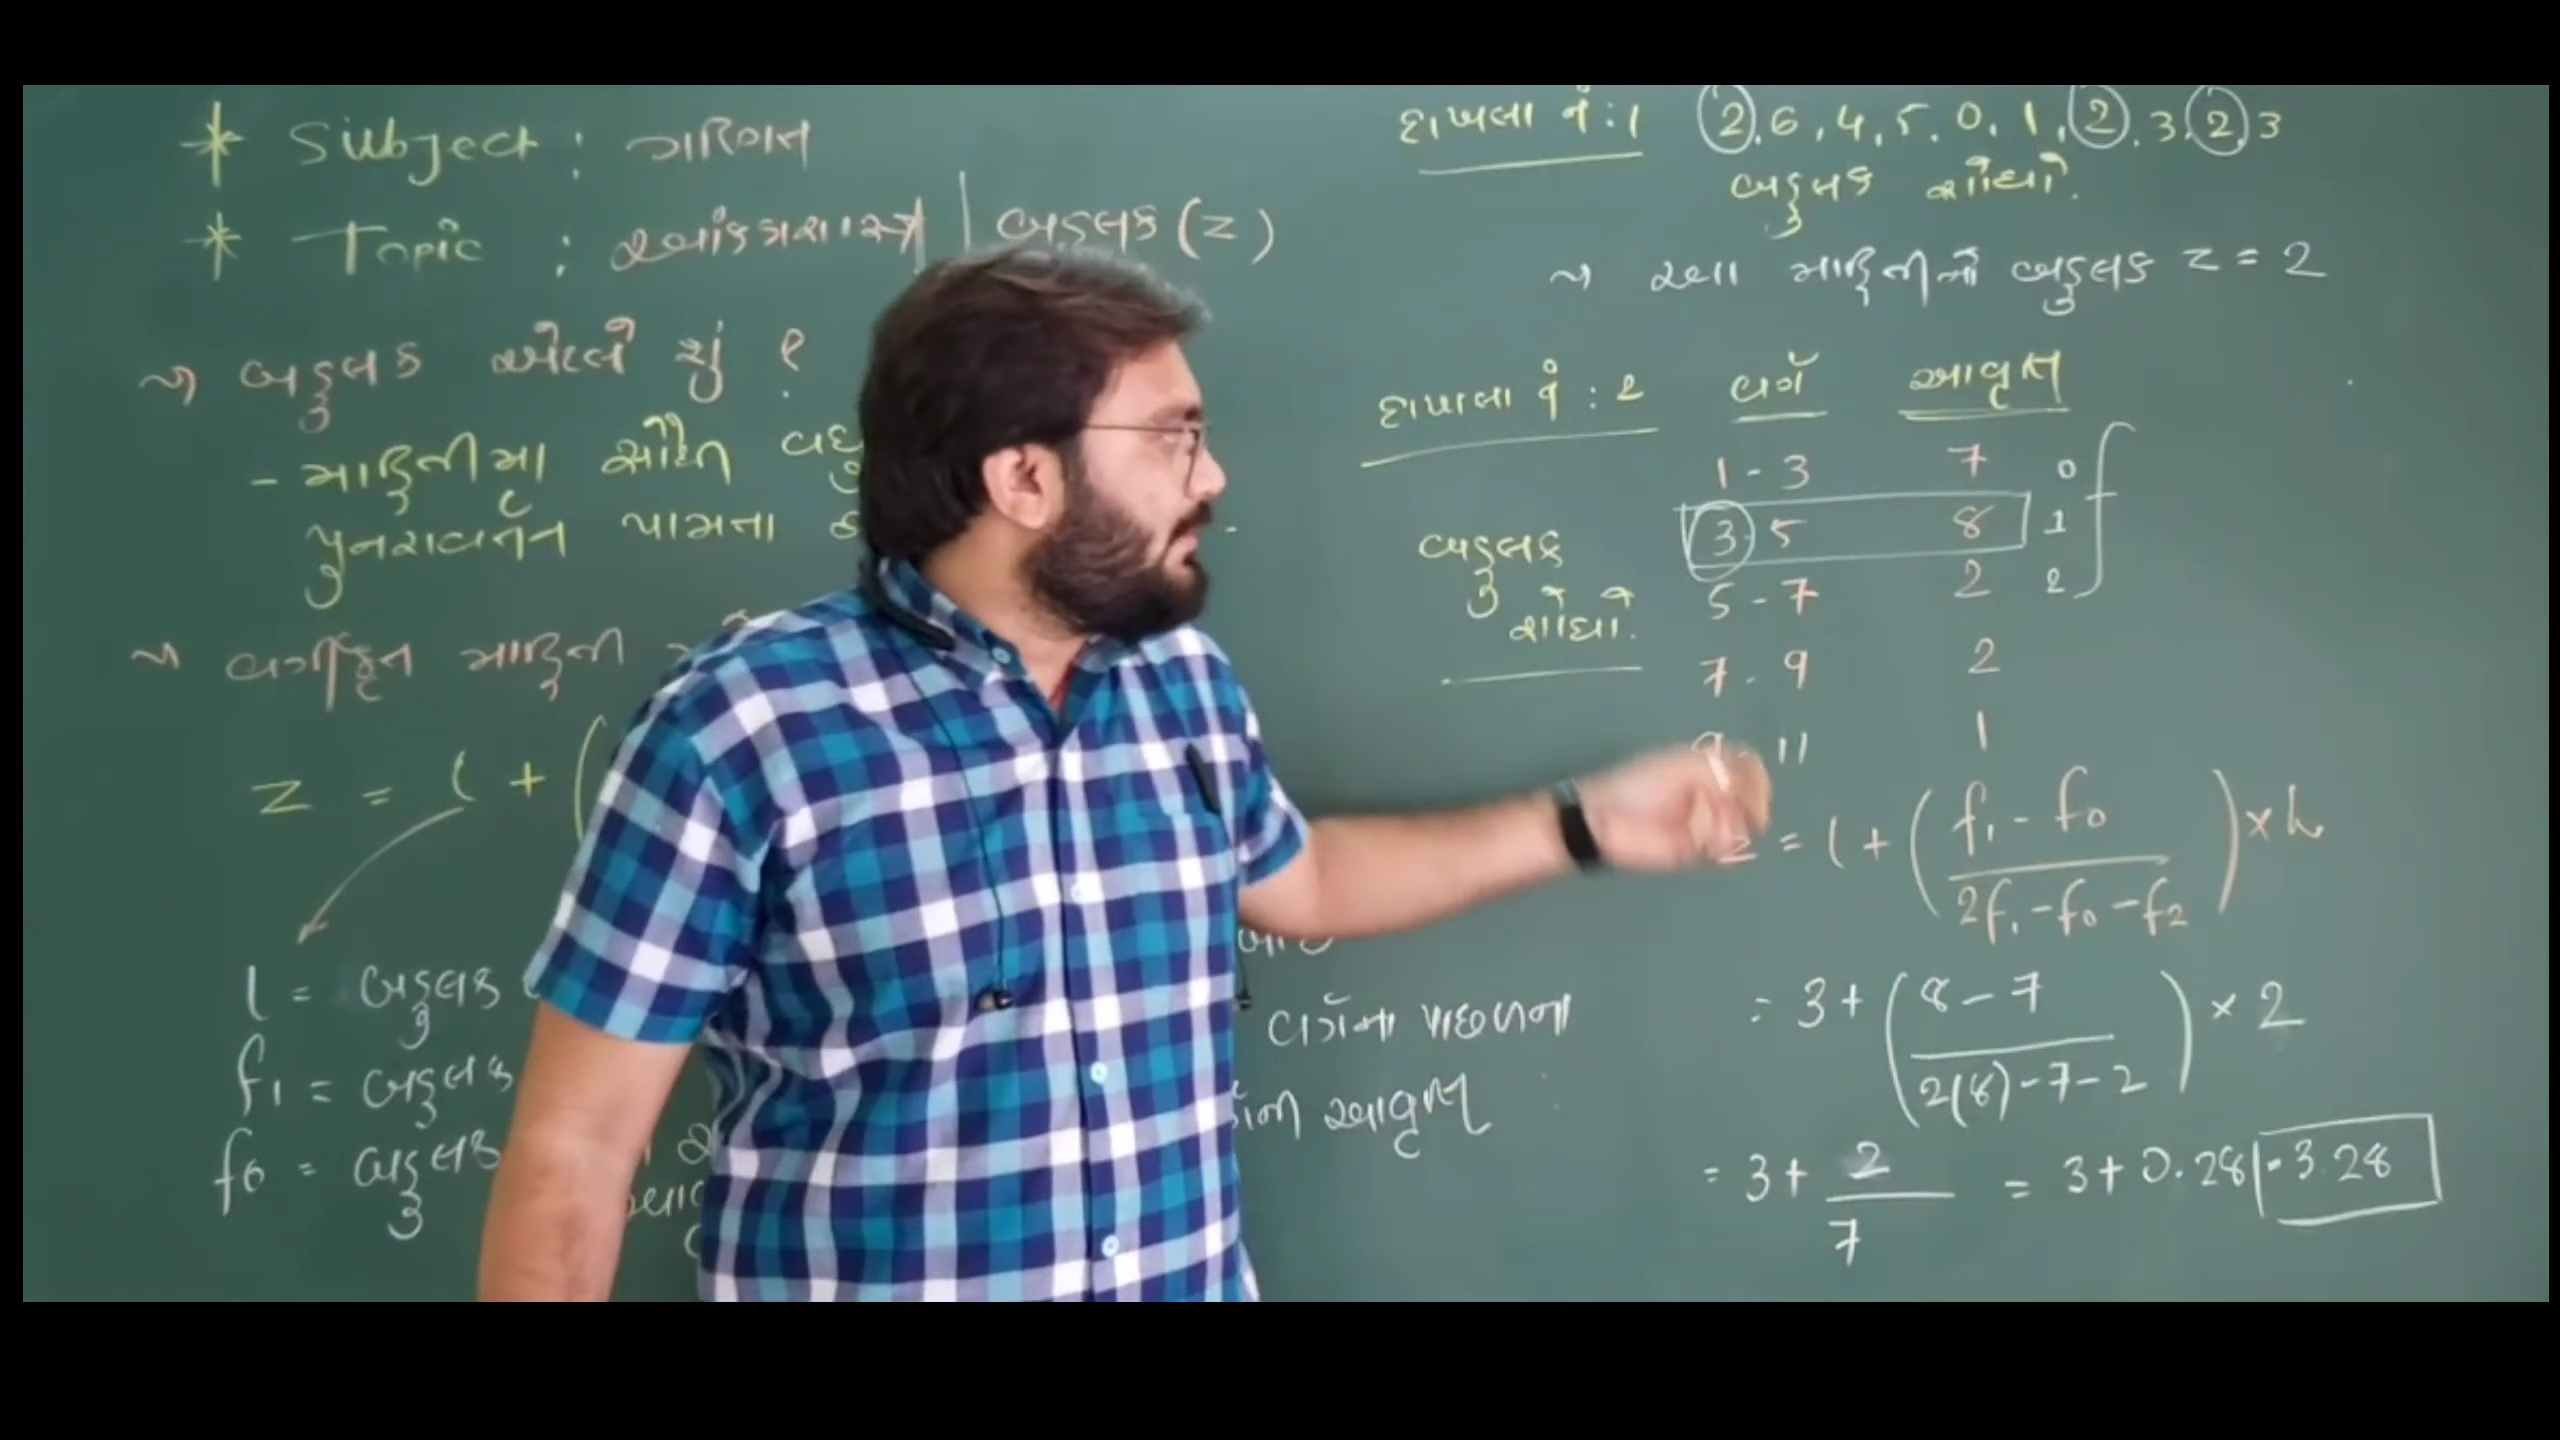 * Subject : ગણિત
* Topic : આંકડાશાસ્ત્ર | બહુલક (z)
→ બહુલક એટલે શું ?
- માહિતીમા સૌથી વધુ
પુનરાવર્તન પામતા
→ વર્ગીકૃત માહિતી
z = l + (
l = બહુલક
f₁ = બહુલક
f₀ = બહુલક
વર્ગના પાછળના
આવૃત્તિ
દાખલા નં : 1 2, 6, 4, 5, 0, 1, 2, 3, 2, 3
બહુલક શોધો.
→ આ માહિતીનો બહુલક z = 2
દાખલા નં : 2 વર્ગ આવૃત્તિ
1 - 3 7 0
3 - 5 8 1
બહુલક શોધો.
5 - 7 2 2
7 - 9 2
9 - 11 1
z = l + ( f₁ - f₀ / 2f₁ - f₀ - f₂ ) × h
= 3 + ( 8 - 7 / 2(8) - 7 - 2 ) × 2
= 3 + 2/7 = 3 + 0.28 = 3.28